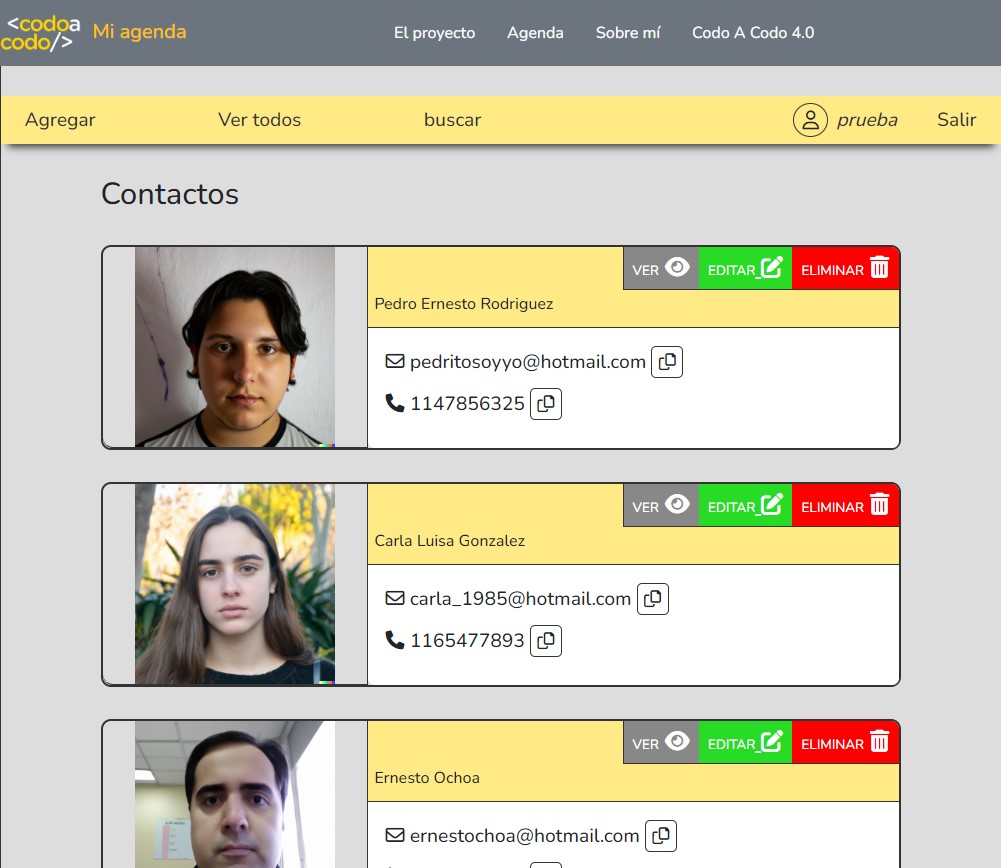 <codoa
codo/>
Mi agenda
El proyecto
Agenda
Sobre mí
Codo A Codo 4.0
Agregar
Ver todos
buscar
prueba
Salir
Contactos
VER
EDITAR
ELIMINAR
Pedro Ernesto Rodriguez
pedritosoyyo@hotmail.com
1147856325
VER
EDITAR
ELIMINAR
Carla Luisa Gonzalez
carla_1985@hotmail.com
1165477893
VER
EDITAR
ELIMINAR
Ernesto Ochoa
ernestochoa@hotmail.com